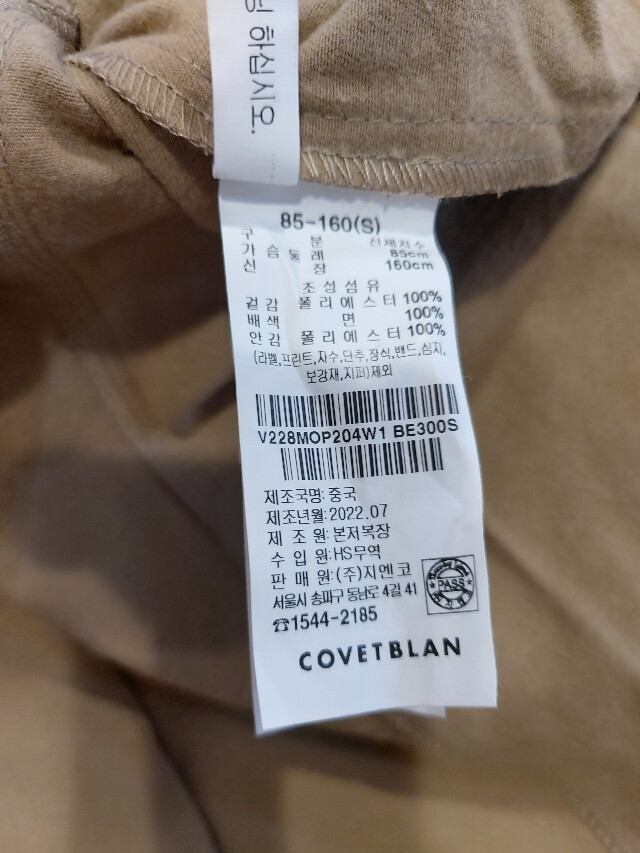 하십시오.
85-160(S)
구 분 신체치수
가 슴 둘 레 85cm
신 장 160cm
조 성 섬 유
겉 감 폴 리 에 스 터 100%
배 색 면 100%
안 감 폴 리 에 스 터 100%
(라벨,프린트,자수,단추,장식,밴드,심지,
보강재,지퍼)제외
V228MOP204W1 BE300S
제조국명:중국
제조년월:2022.07
제 조 원:본저복장
수 입 원:HS무역
판 매 원:(주)지엔코
서울시 송파구 동남로 4길 41
☎1544-2185
PASS
COVETBLAN